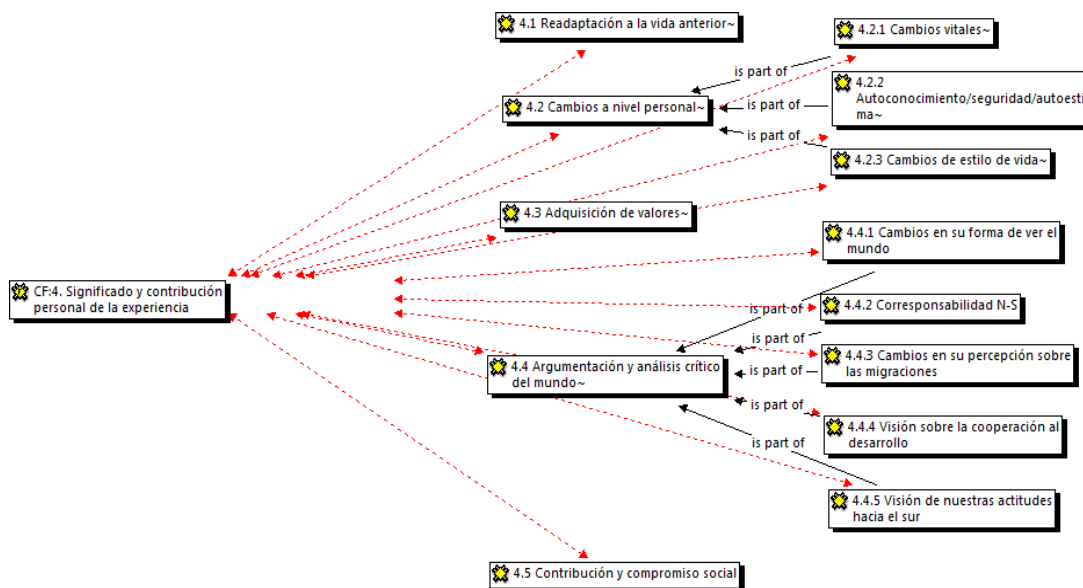 4.1 Readaptación a la vida anterior~
4.2.1 Cambios vitales~
is part of
4.2.2
Autoconocimiento/seguridad/autoesti
ma~
4.2 Cambios a nivel personal~
is part of
is part of
4.2.3 Cambios de estilo de vida~
4.3 Adquisición de valores~
4.4.1 Cambios en su forma de ver el
mundo
CF:4. Significado y contribución
personal de la experiencia
4.4.2 Corresponsabilidad N-S
is part of
is part of
4.4.3 Cambios en su percepción sobre
las migraciones
4.4 Argumentación y análisis crítico
del mundo~
is part of
is part of
4.4.4 Visión sobre la cooperación al
desarrollo
is part of
4.4.5 Visión de nuestras actitudes
hacia el sur
4.5 Contribución y compromiso social~